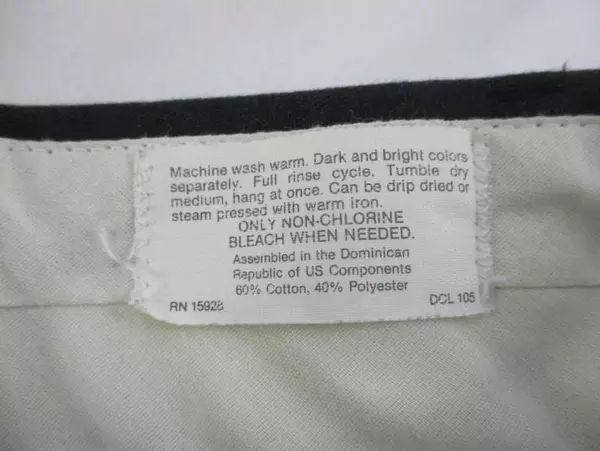 Machine wash warm. Dark and bright colors
separately. Full rinse cycle. Tumble dry
medium, hang at once. Can be drip dried or
steam pressed with warm iron.
ONLY NON-CHLORINE
BLEACH WHEN NEEDED.
Assembled in the Dominican
Republic of US Components
60% Cotton, 40% Polyester
RN 15928 DCL 105